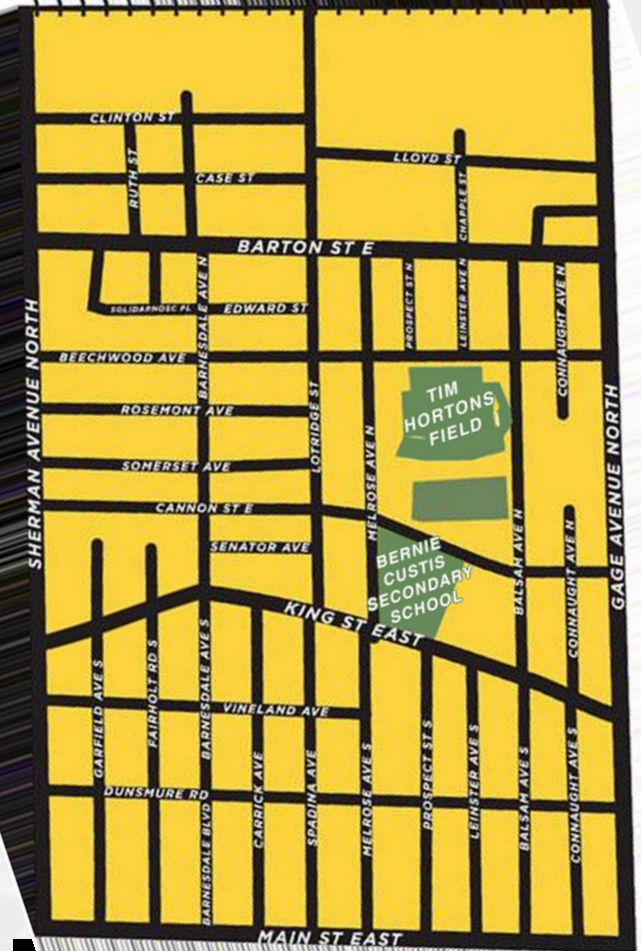 CLINTON ST
RUTH ST
CASE ST
LLOYD ST
CHAPPLE ST
BARTON ST E
SOLIDARNOSC PL
EDWARD ST
BARNESDALE AVE N
PROSPECT ST N
LEINSTER AVE N
CONNAUGHT AVE N
BEECHWOOD AVE
SHERMAN AVENUE NORTH
ROSEMONT AVE
LOTRIDGE ST
TIM
HORTONS
FIELD
GAGE AVENUE NORTH
SOMERSET AVE
MELROSE AVE N
CANNON ST E
SENATOR AVE
BALSAM AVE N
CONNAUGHT AVE N
BERNIE
CUSTIS
SECONDARY
SCHOOL
KING ST EAST
GARFIELD AVE S
FAIRHOLT RD S
BARNESDALE AVE S
VINELAND AVE
CARRICK AVE
SPADINA AVE
MELROSE AVE S
PROSPECT ST S
LEINSTER AVE S
BALSAM AVE S
CONNAUGHT AVE S
DUNSMURE RD
BARNESDALE BLVD
MAIN ST EAST